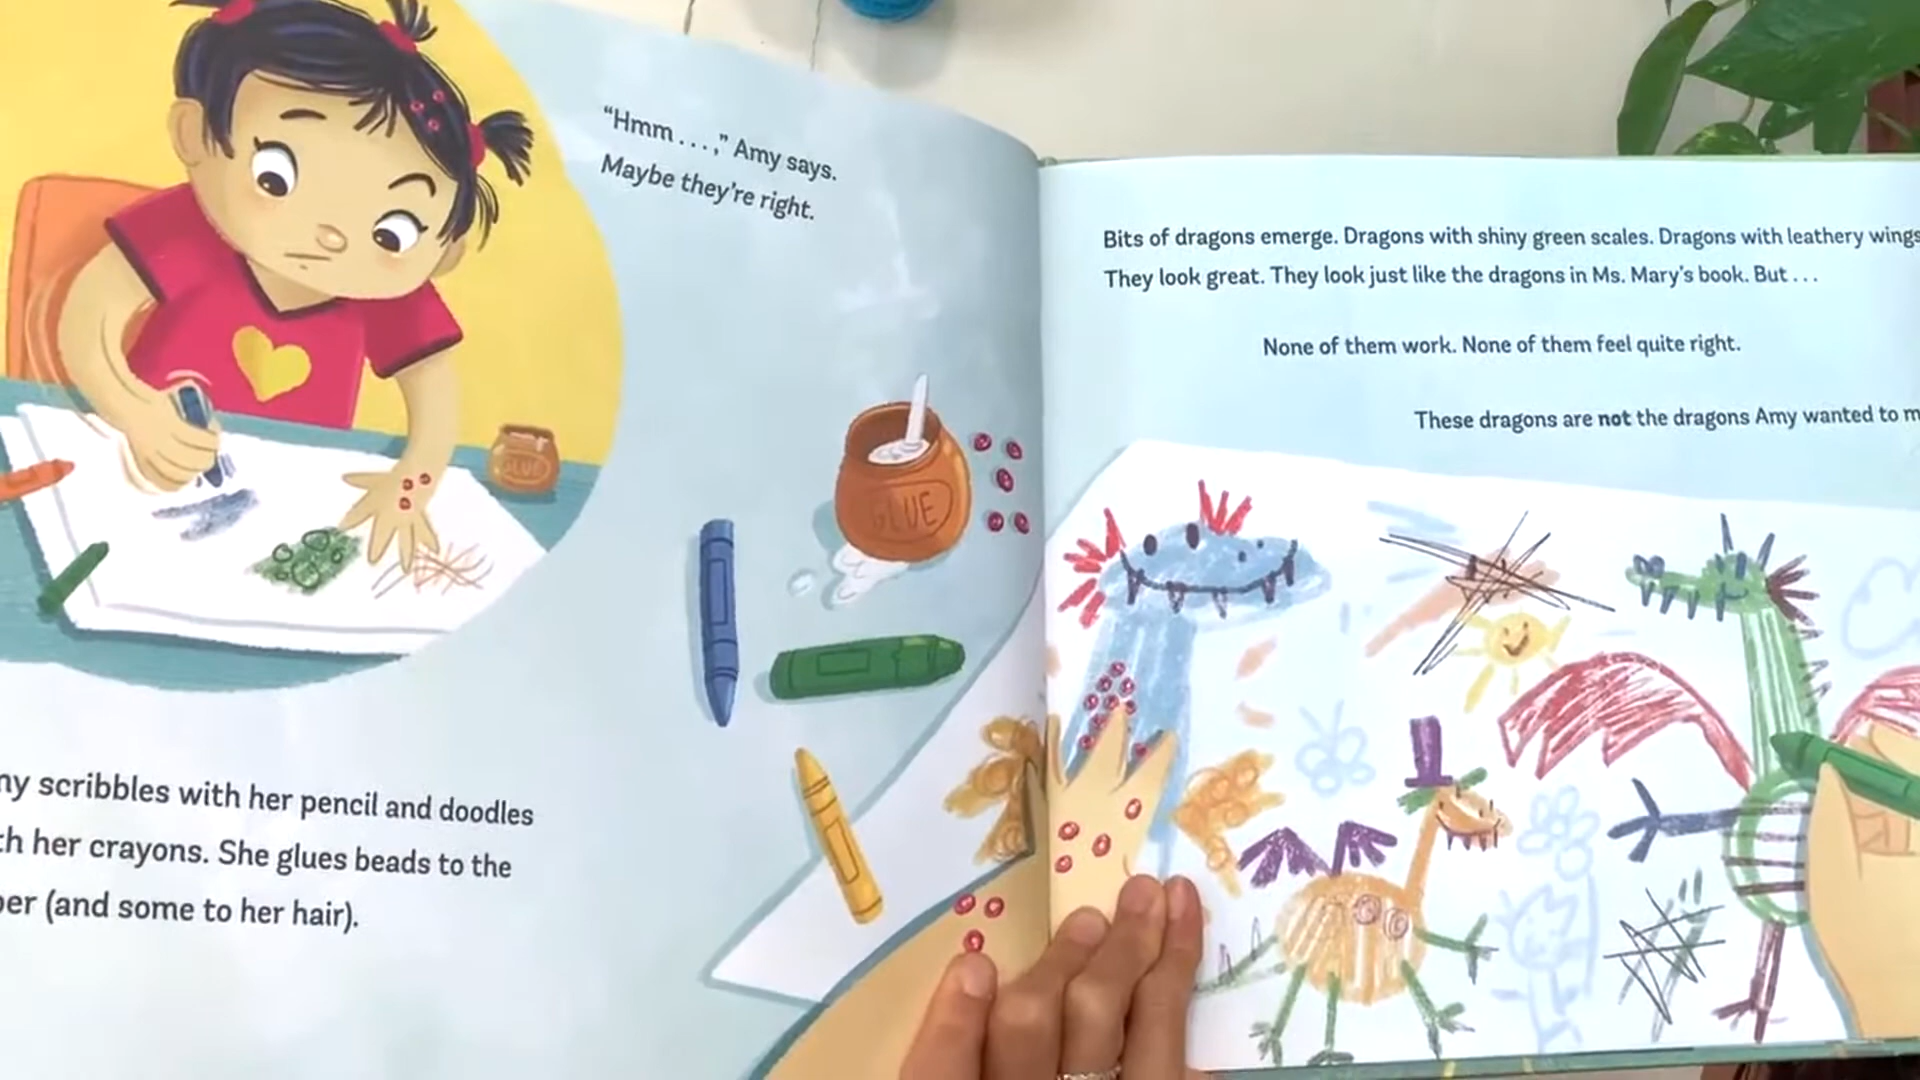 "Hmm . . . ," Amy says.
Maybe they're right.
GLUE
scribbles with her pencil and doodles
her crayons. She glues beads to the
(and some to her hair).
GLUE
Bits of dragons emerge. Dragons with shiny green scales. Dragons with leathery wings
They look great. They look just like the dragons in Ms. Mary's book. But . . .
None of them work. None of them feel quite right.
These dragons are not the dragons Amy wanted to